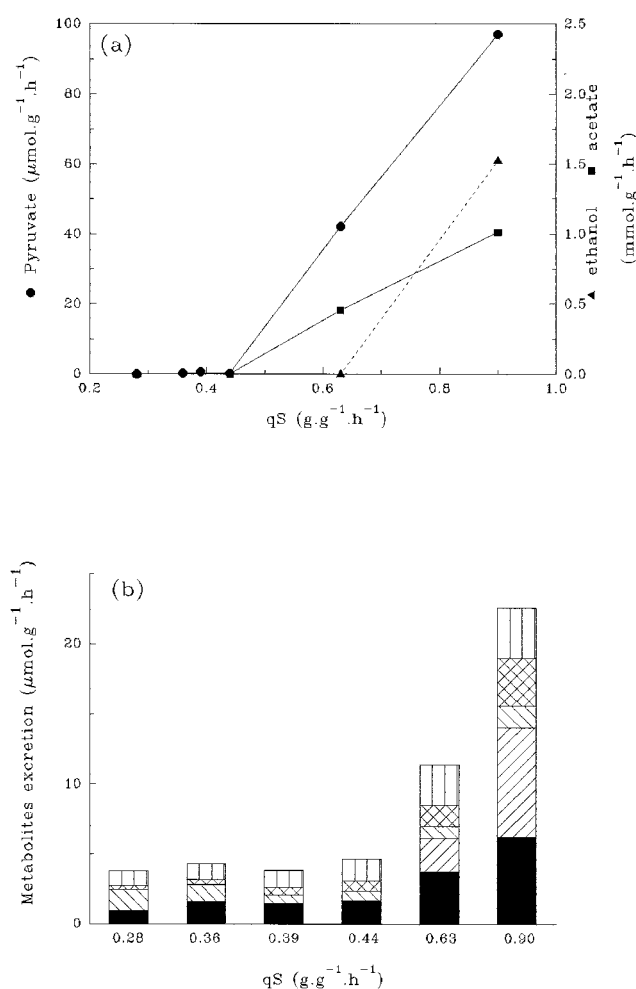 (a)
100
80
60
40
20
0
● Pyruvate (μmol.g⁻¹.h⁻¹)
2.5
2.0
1.5
1.0
0.5
0.0
▲ ethanol ■ acetate
(mmol.g⁻¹.h⁻¹)
0.2 0.4 0.6 0.8 1.0
qS (g.g⁻¹.h⁻¹)
(b)
Metabolites excretion (μmol.g⁻¹.h⁻¹)
20
10
0
0.28 0.36 0.39 0.44 0.63 0.90
qS (g.g⁻¹.h⁻¹)